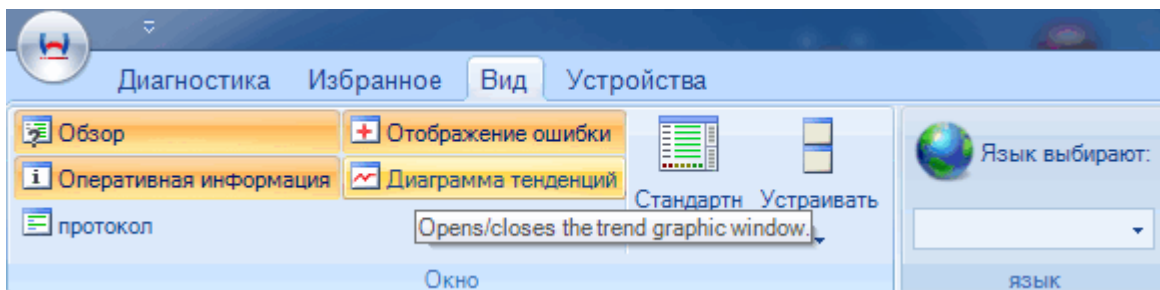 Диагностика Избранное Вид Устройства
Обзор Отображение ошибки
Оперативная информация Диаграмма тенденций
Язык выбирают:
Стандартн Устраивать
протокол
Opens/closes the trend graphic window.
Окно язык